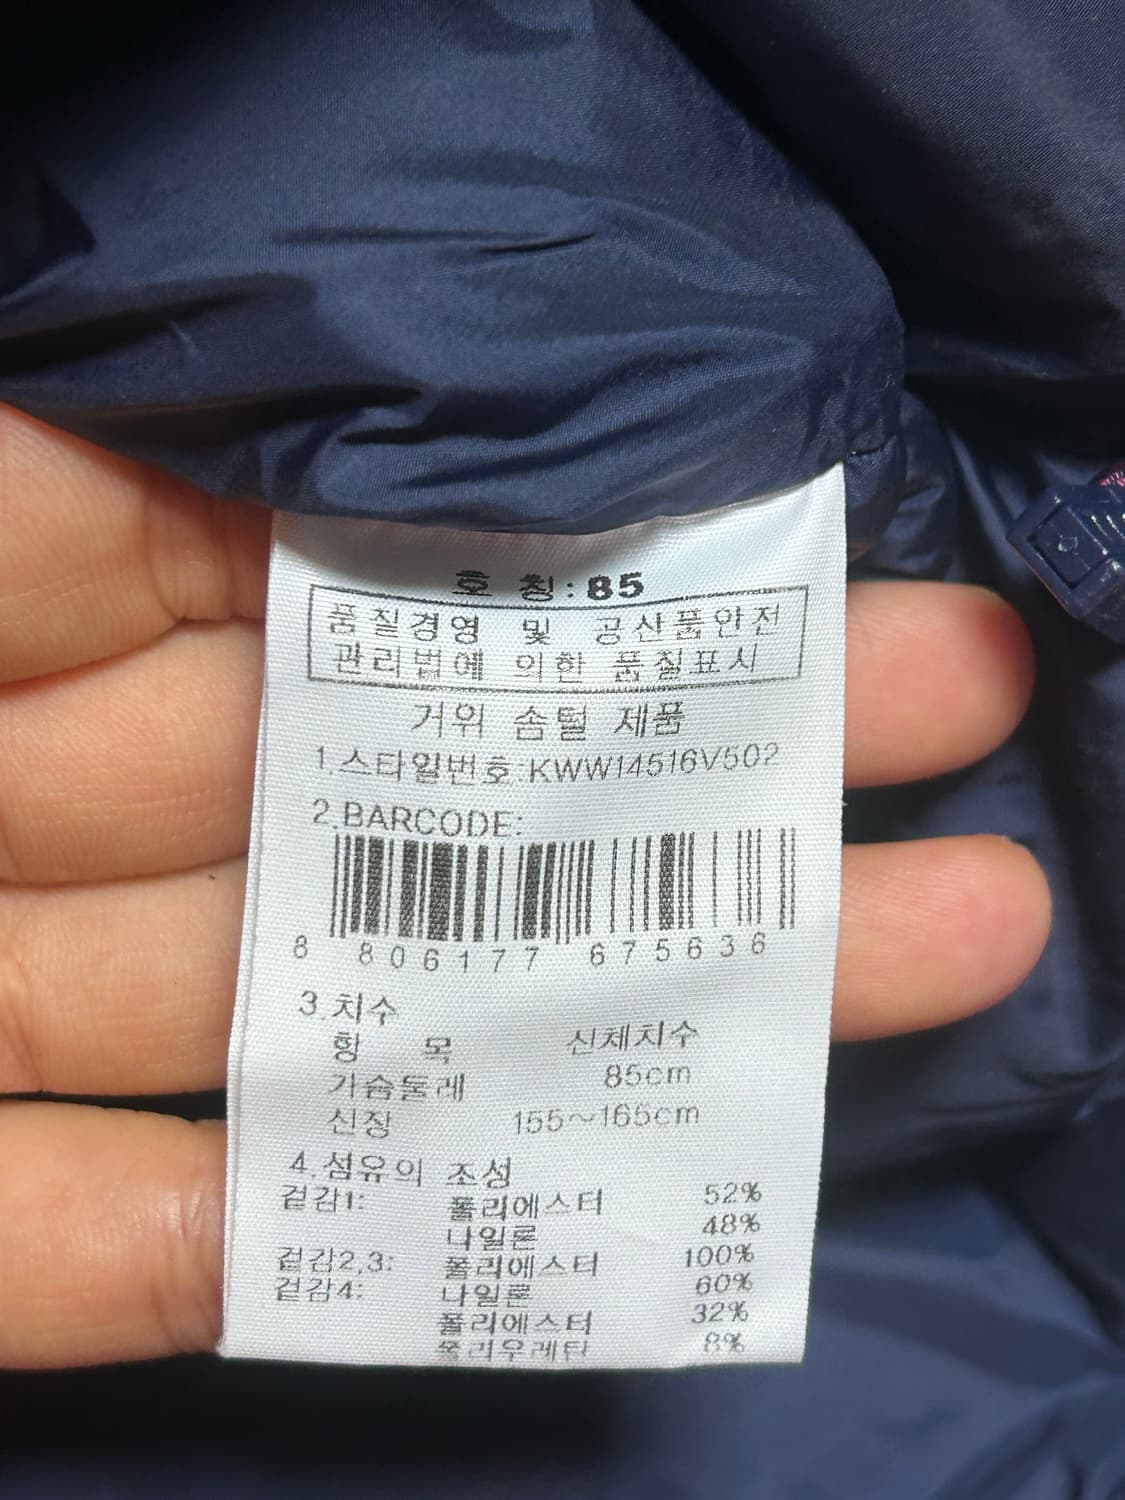 호 칭:85
품질경영 및 공산품안전
관리법에 의한 품질표시
거위 솜털 제품
1.스타일번호:KWW14516V502
2.BARCODE:
8 806177 675636
3.치수
항 목 신체치수
가슴둘레 85cm
신장 155~165cm
4.섬유의 조성
겉감1: 폴리에스터 52%
나일론 48%
겉감2,3: 폴리에스터 100%
겉감4: 나일론 60%
폴리에스터 32%
폴리우레탄 8%